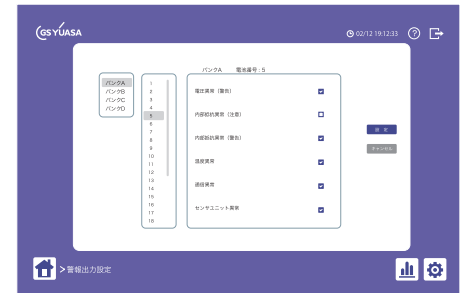 GS YUASA
02/12 19:12:33
バンクA 電池番号：5
バンクA
バンクB
バンクC
バンクD
1
2
3
4
5
6
7
8
9
10
11
12
13
14
15
16
17
18
電圧異常（警告）
内部抵抗異常（注意）
内部抵抗異常（警告）
温度異常
通信異常
センサユニット異常
設 定
キャンセル
>警報出力設定